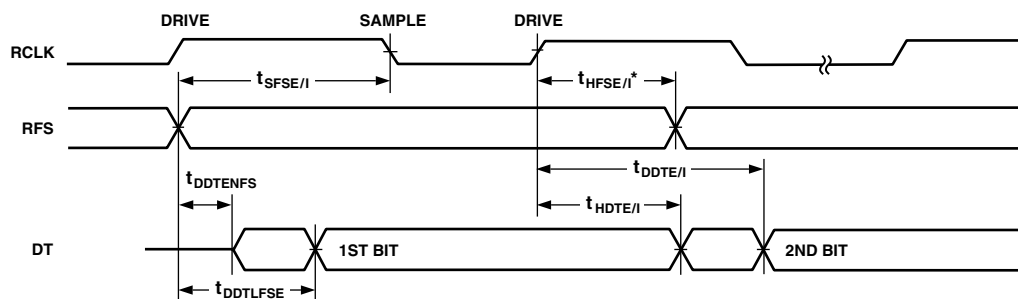 DRIVE SAMPLE DRIVE
RCLK
tSFSE/I tHFSE/I*
RFS
tDDTE/I
tDDTENFS
tHDTE/I
DT 1ST BIT 2ND BIT
tDDTLFSE